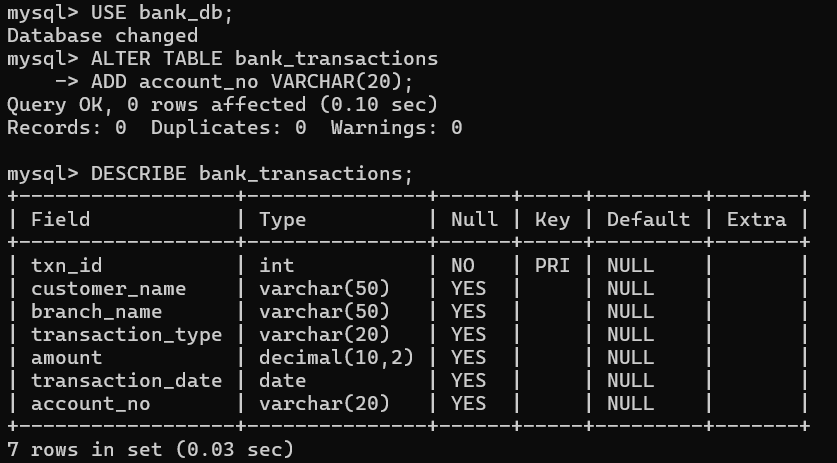 mysql> USE bank_db;
Database changed
mysql> ALTER TABLE bank_transactions
    -> ADD account_no VARCHAR(20);
Query OK, 0 rows affected (0.10 sec)
Records: 0  Duplicates: 0  Warnings: 0

mysql> DESCRIBE bank_transactions;
+------------------+---------------+------+-----+---------+-------+
| Field            | Type          | Null | Key | Default | Extra |
+------------------+---------------+------+-----+---------+-------+
| txn_id           | int           | NO   | PRI | NULL    |       |
| customer_name    | varchar(50)   | YES  |     | NULL    |       |
| branch_name      | varchar(50)   | YES  |     | NULL    |       |
| transaction_type | varchar(20)   | YES  |     | NULL    |       |
| amount           | decimal(10,2) | YES  |     | NULL    |       |
| transaction_date | date          | YES  |     | NULL    |       |
| account_no       | varchar(20)   | YES  |     | NULL    |       |
+------------------+---------------+------+-----+---------+-------+
7 rows in set (0.03 sec)